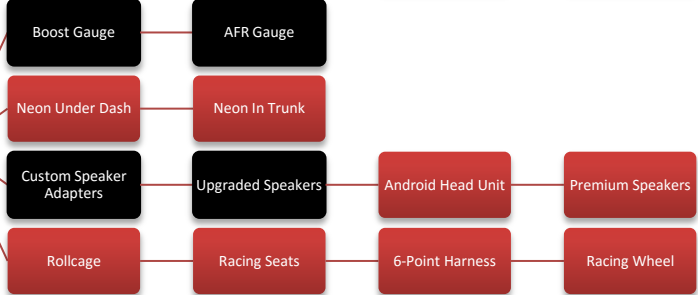 Boost Gauge
AFR Gauge
Neon Under Dash
Neon In Trunk
Custom Speaker
Adapters
Upgraded Speakers
Android Head Unit
Premium Speakers
Rollcage
Racing Seats
6-Point Harness
Racing Wheel